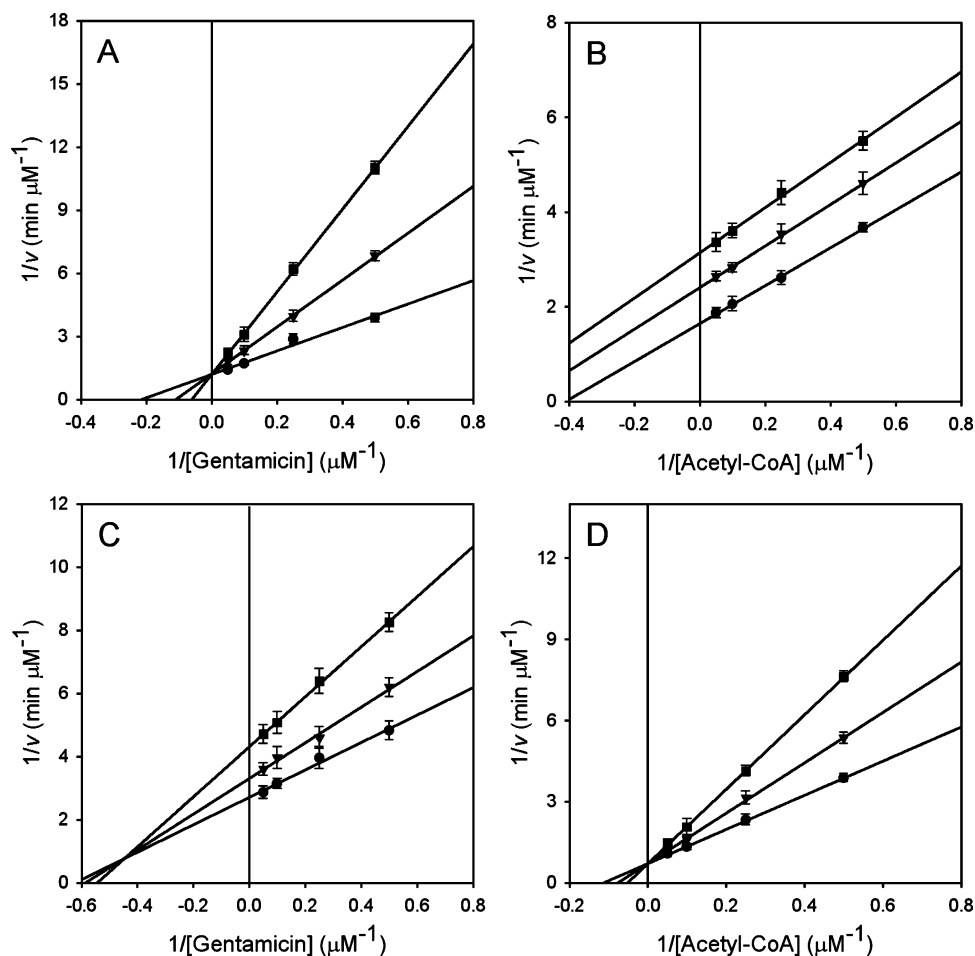 A
18
15
12
9
6
3
0
1/v (min μM⁻¹)
-0.4 -0.2 0.0 0.2 0.4 0.6 0.8
1/[Gentamicin] (μM⁻¹)
B
8
6
4
2
0
1/v (min μM⁻¹)
-0.4 -0.2 0.0 0.2 0.4 0.6 0.8
1/[Acetyl-CoA] (μM⁻¹)
C
12
10
8
6
4
2
0
1/v (min μM⁻¹)
-0.6 -0.4 -0.2 0.0 0.2 0.4 0.6 0.8
1/[Gentamicin] (μM⁻¹)
D
12
9
6
3
0
1/v (min μM⁻¹)
-0.2 0.0 0.2 0.4 0.6 0.8
1/[Acetyl-CoA] (μM⁻¹)